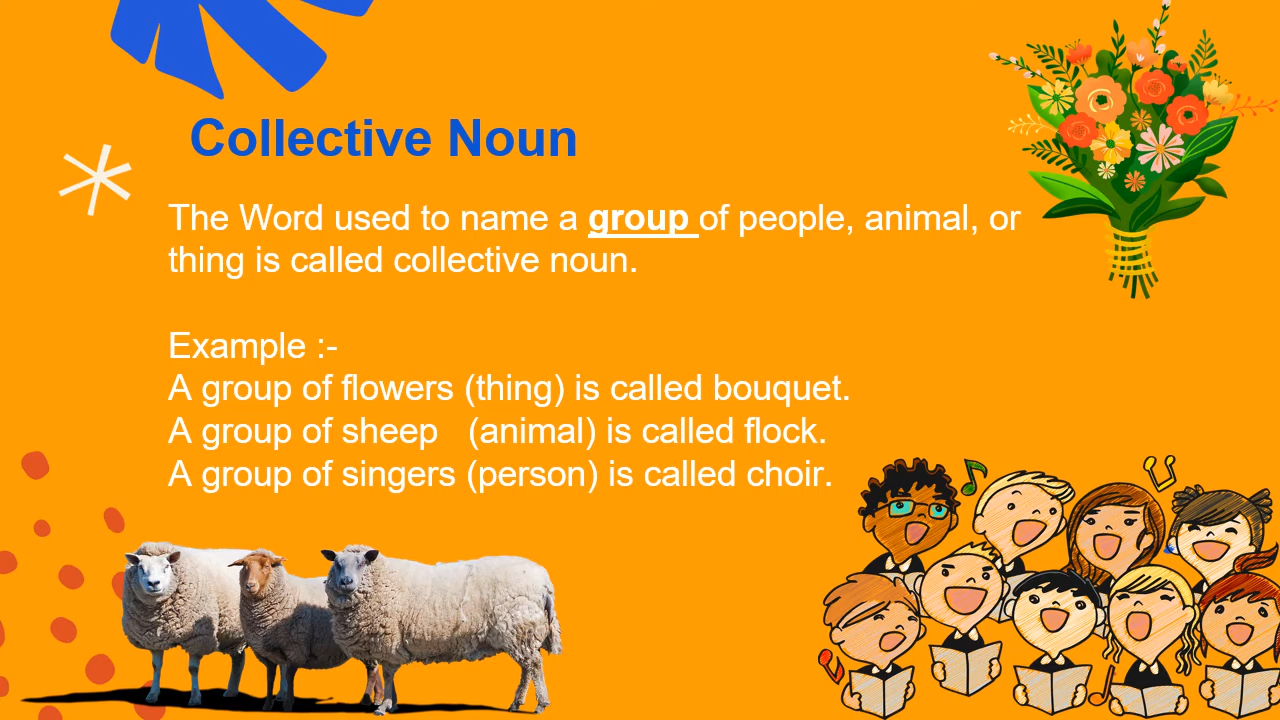 Collective Noun
The Word used to name a group of people, animal, or
thing is called collective noun.
Example :-
A group of flowers (thing) is called bouquet.
A group of sheep   (animal) is called flock.
A group of singers (person) is called choir.